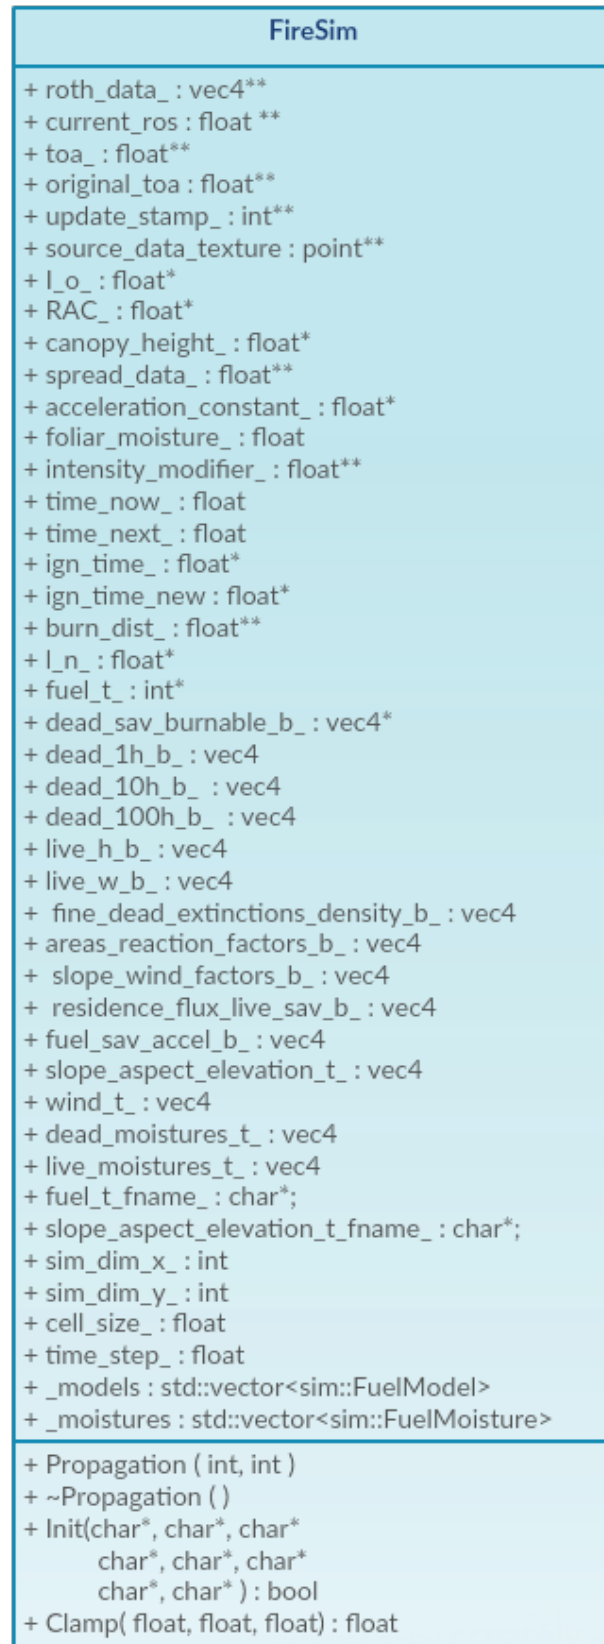 FireSim
+ roth_data_ : vec4**
+ current_ros : float **
+ toa_ : float**
+ original_toa : float**
+ update_stamp_ : int**
+ source_data_texture : point**
+ I_o_ : float*
+ RAC_ : float*
+ canopy_height_ : float*
+ spread_data_ : float**
+ acceleration_constant_ : float*
+ foliar_moisture_ : float
+ intensity_modifier_ : float**
+ time_now_ : float
+ time_next_ : float
+ ign_time_ : float*
+ ign_time_new : float*
+ burn_dist_ : float**
+ l_n_ : float*
+ fuel_t_ : int*
+ dead_sav_burnable_b_ : vec4*
+ dead_1h_b_ : vec4
+ dead_10h_b_ : vec4
+ dead_100h_b_ : vec4
+ live_h_b_ : vec4
+ live_w_b_ : vec4
+ fine_dead_extinctions_density_b_ : vec4
+ areas_reaction_factors_b_ : vec4
+ slope_wind_factors_b_ : vec4
+ residence_flux_live_sav_b_ : vec4
+ fuel_sav_accel_b_ : vec4
+ slope_aspect_elevation_t_ : vec4
+ wind_t_ : vec4
+ dead_moistures_t_ : vec4
+ live_moistures_t_ : vec4
+ fuel_t_fname_ : char*;
+ slope_aspect_elevation_t_fname_ : char*;
+ sim_dim_x_ : int
+ sim_dim_y_ : int
+ cell_size_ : float
+ time_step_ : float
+ _models : std::vector<sim::FuelModel>
+ _moistures : std::vector<sim::FuelMoisture>
+ Propagation ( int, int )
+ ~Propagation ( )
+ Init(char*, char*, char*
char*, char*, char*
char*, char* ) : bool
+ Clamp( float, float, float) : float